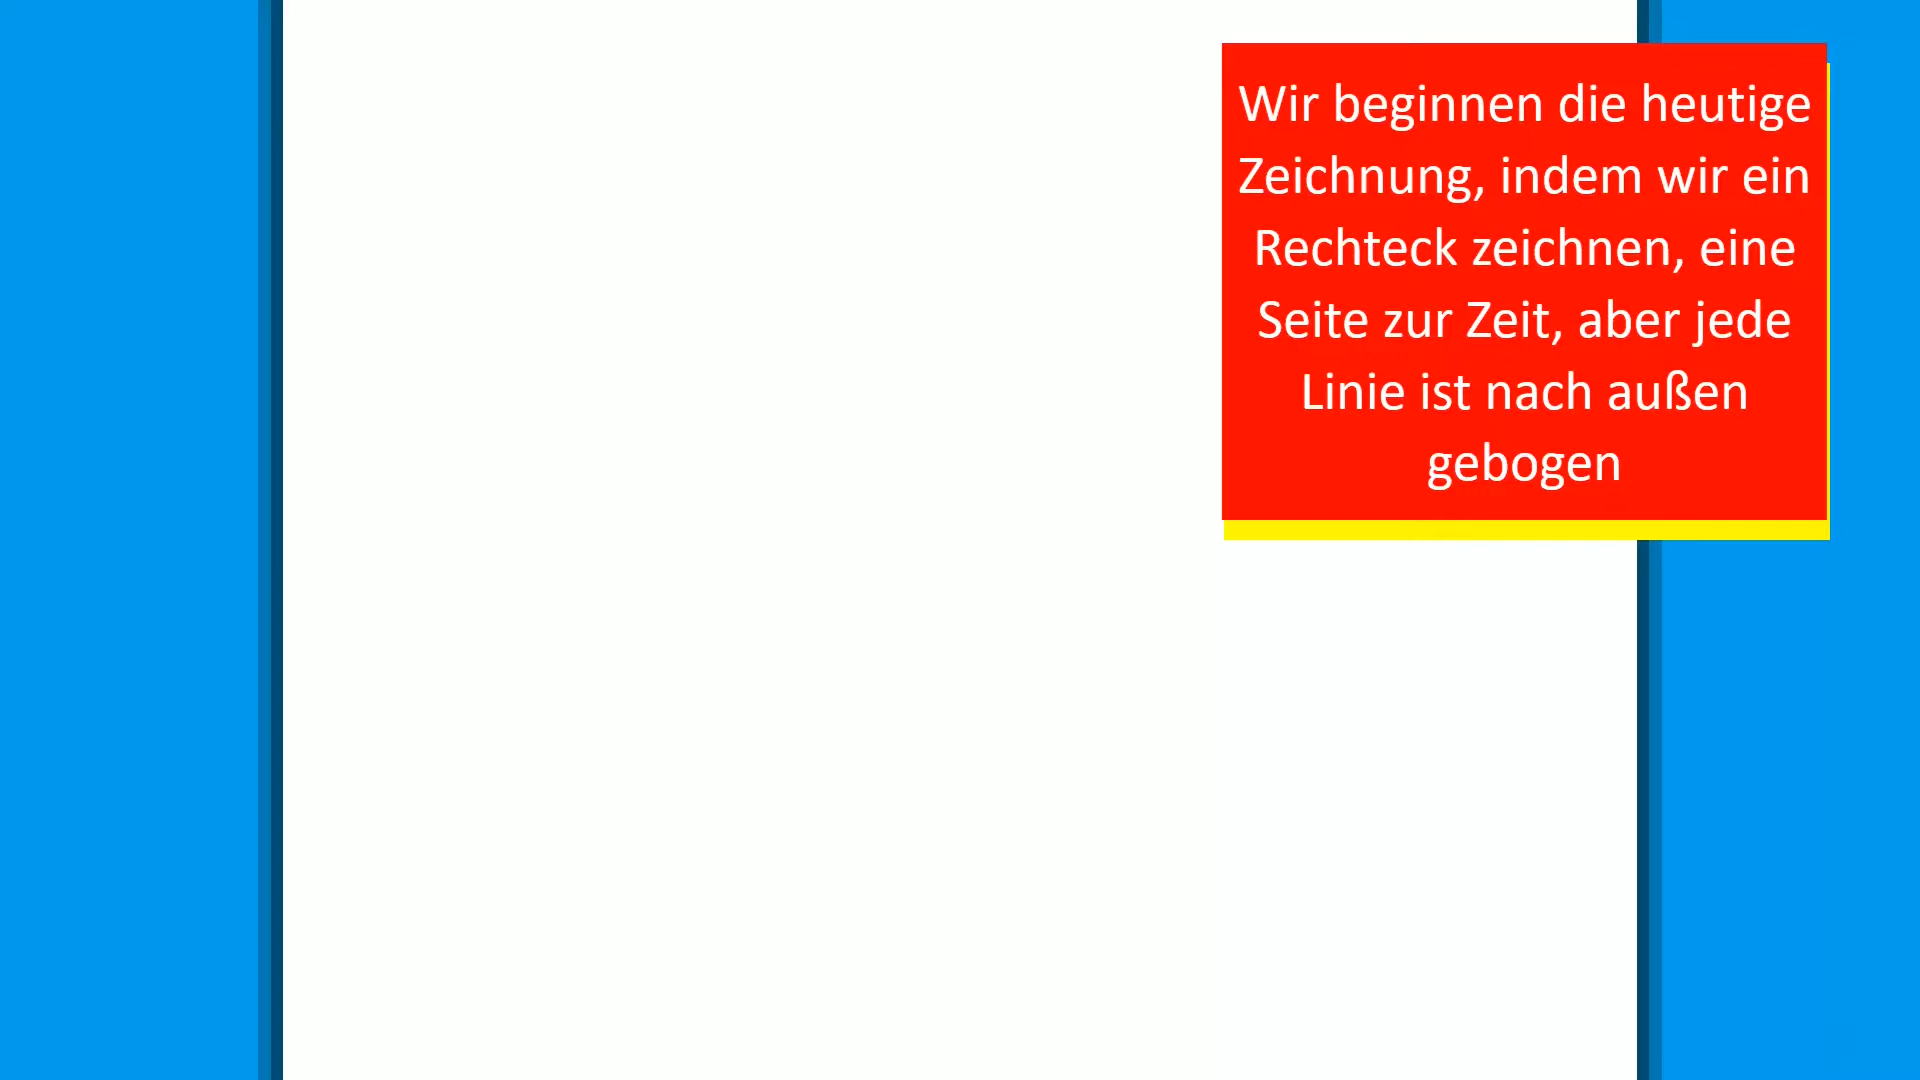 Wir beginnen die heutige
Zeichnung, indem wir ein
Rechteck zeichnen, eine
Seite zur Zeit, aber jede
Linie ist nach außen
gebogen